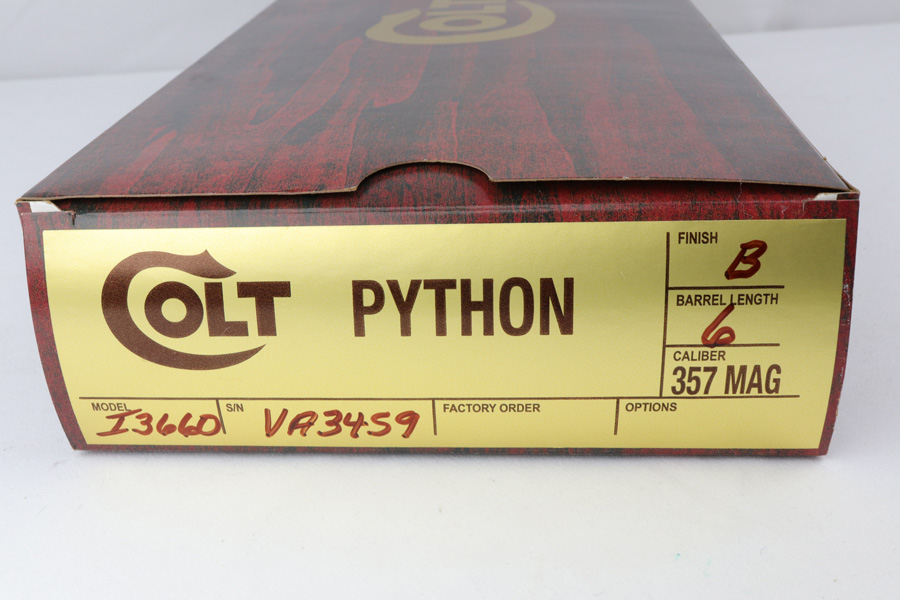 COLT
COLT
PYTHON
FINISH
B
BARREL LENGTH
6
CALIBER
357 MAG
MODEL
I3660
S/N
VA3459
FACTORY ORDER
OPTIONS